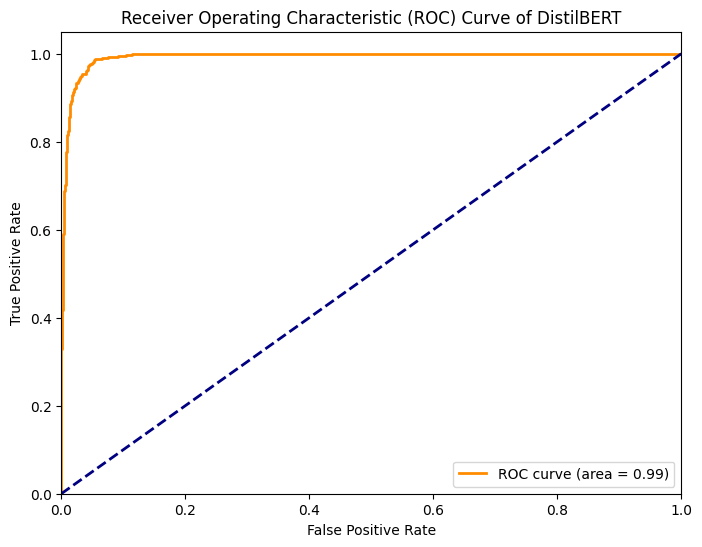 Receiver Operating Characteristic (ROC) Curve of DistilBERT
1.0
0.8
0.6
0.4
0.2
0.0
True Positive Rate
ROC curve (area = 0.99)
0.0 0.2 0.4 0.6 0.8 1.0
False Positive Rate